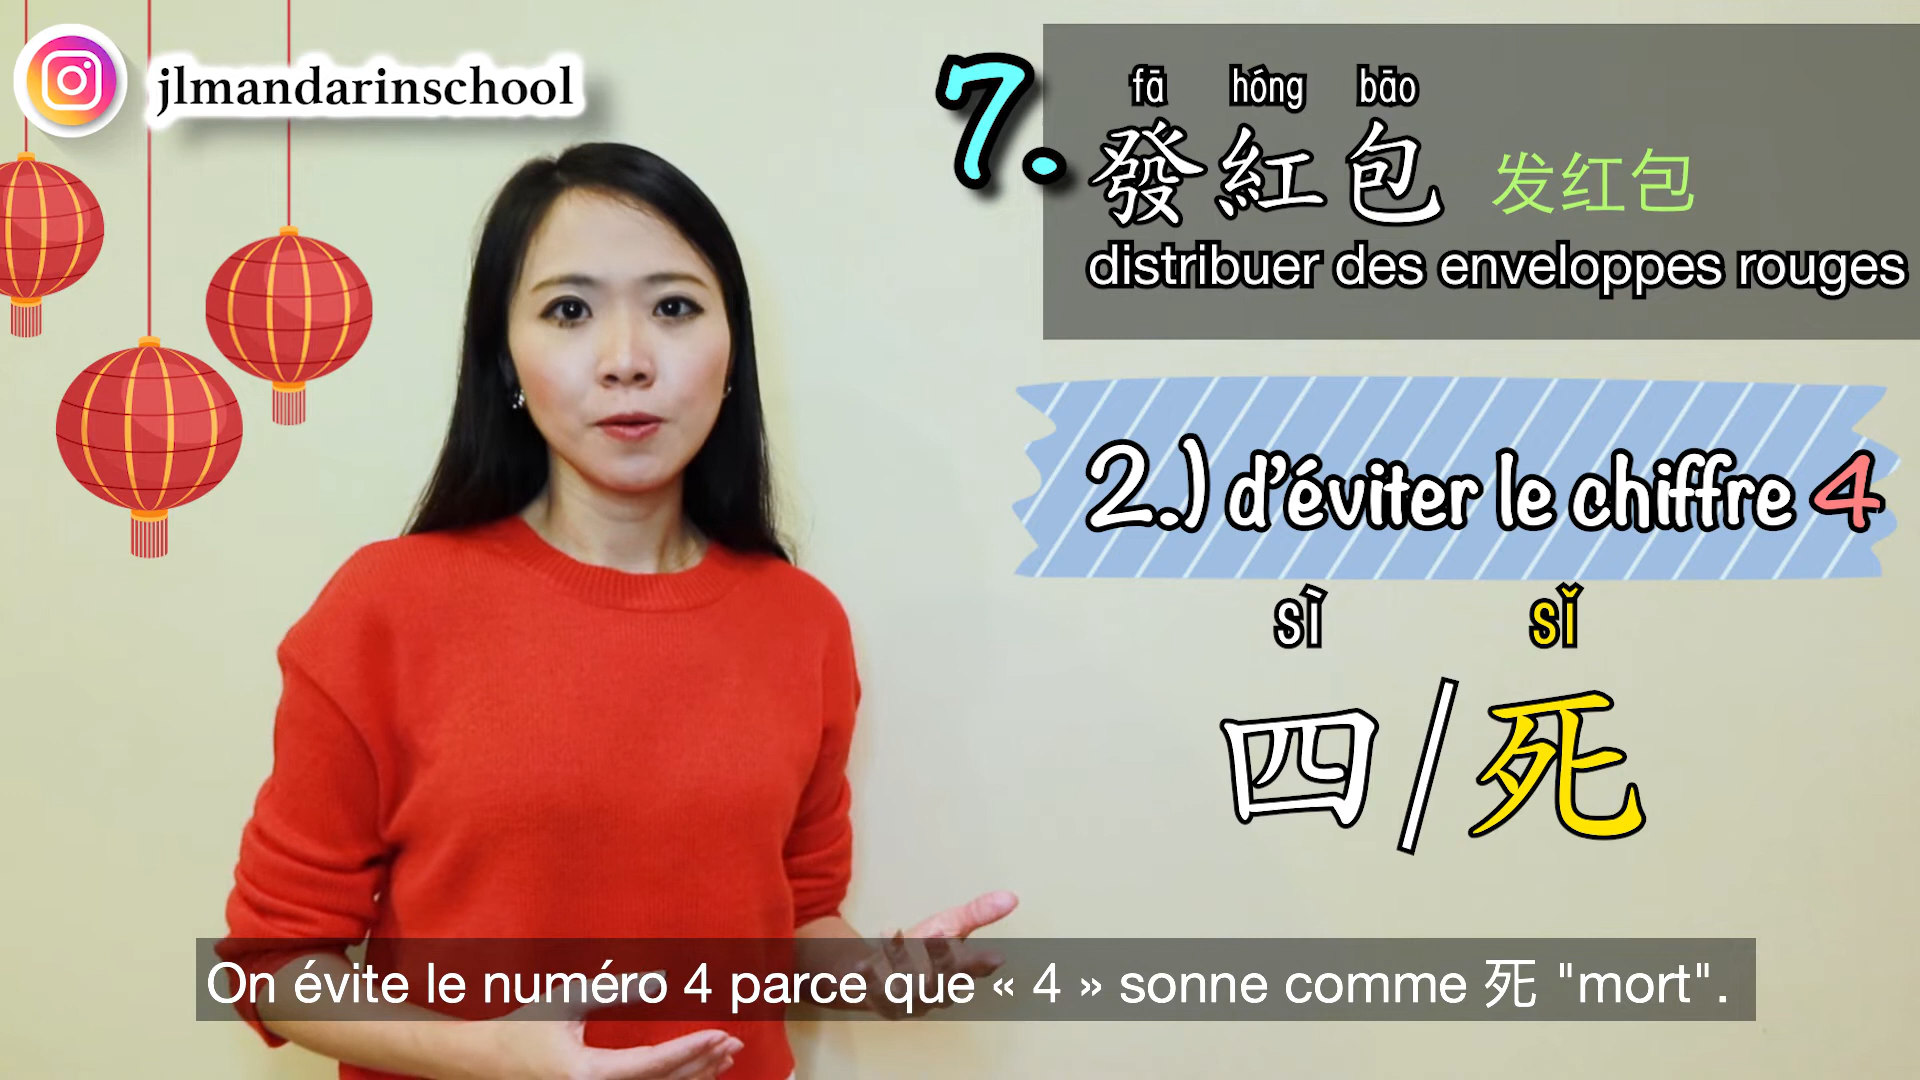 jlmandarinschool
7.
fā hóng bāo
發紅包 发红包
distribuer des enveloppes rouges
2.) d'éviter le chiffre 4
sì sǐ
四/死
On évite le numéro 4 parce que « 4 » sonne comme 死 "mort".